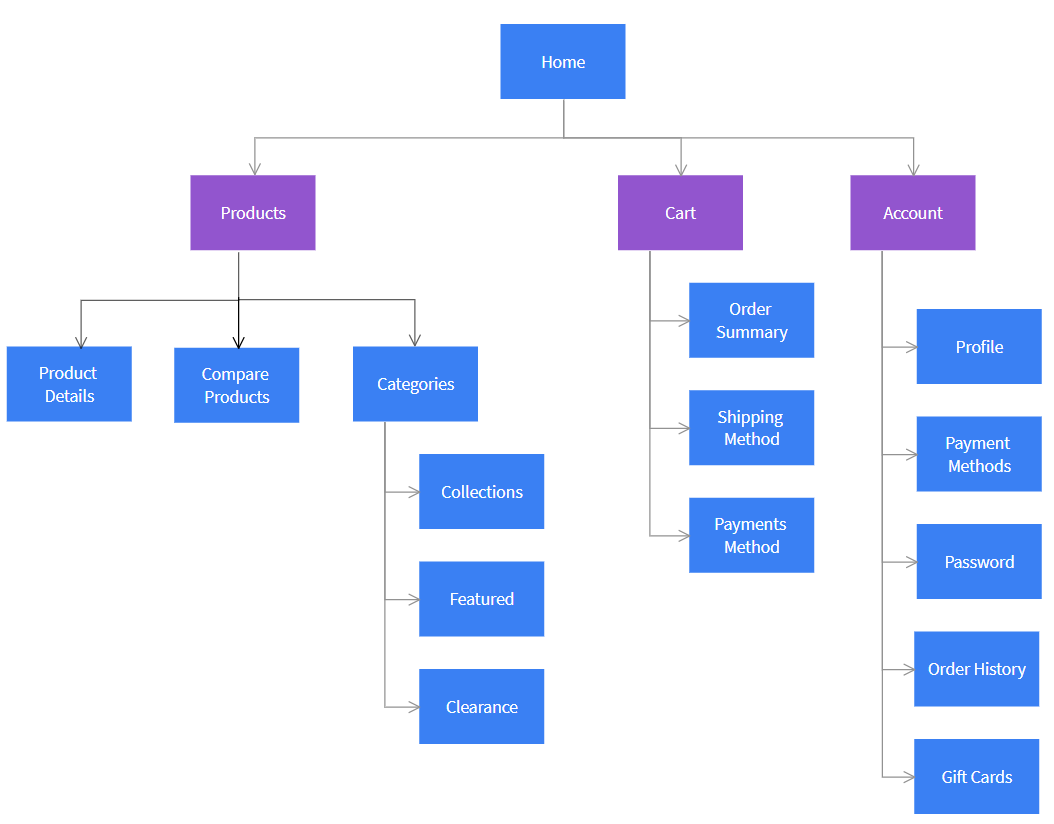 Home
Products
Cart
Account
Product
Details
Compare
Products
Categories
Collections
Featured
Clearance
Order
Summary
Shipping
Method
Payments
Method
Profile
Payment
Methods
Password
Order History
Gift Cards